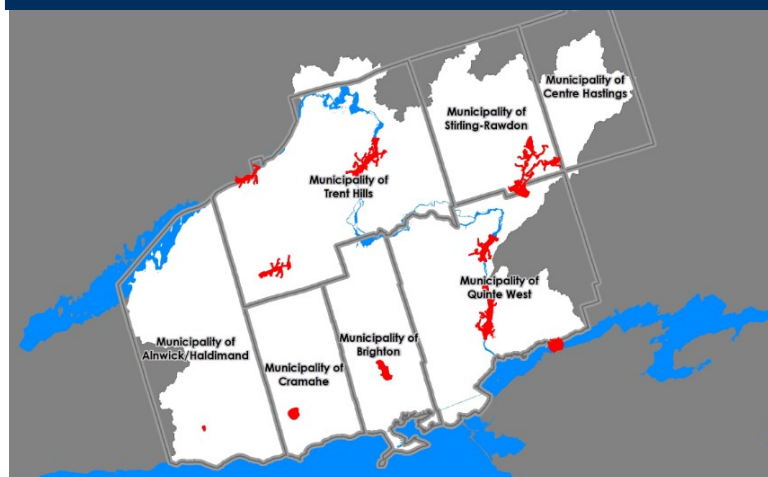 Municipality of
Centre Hastings
Municipality of
Stirling-Rawdon
Municipality of
Trent Hills
Municipality of
Quinte West
Municipality of
Alnwick/Haldimand
Municipality of
Brighton
Municipality of
Cramahe